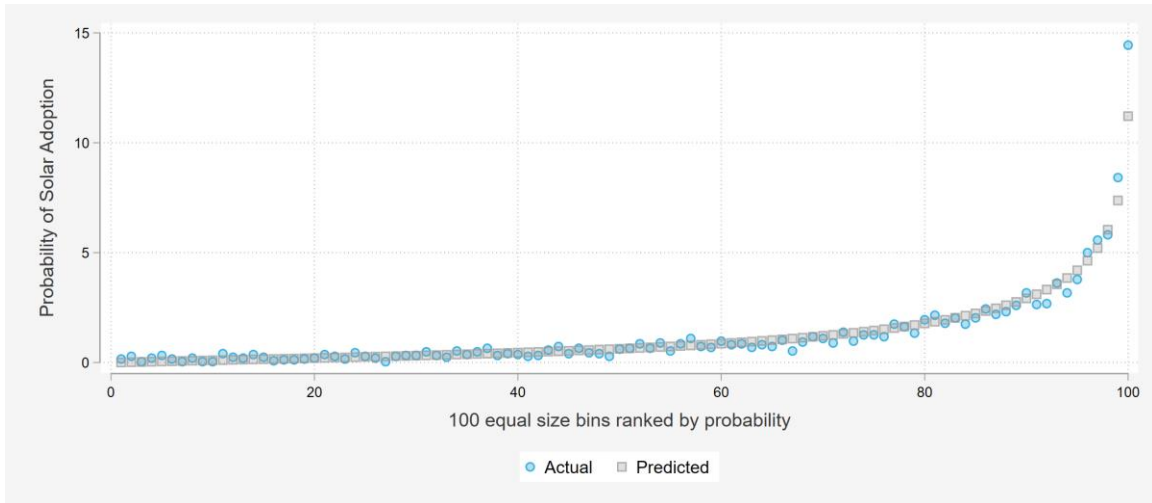 15
10
5
0
Probability of Solar Adoption
0 20 40 60 80 100
100 equal size bins ranked by probability
Actual Predicted